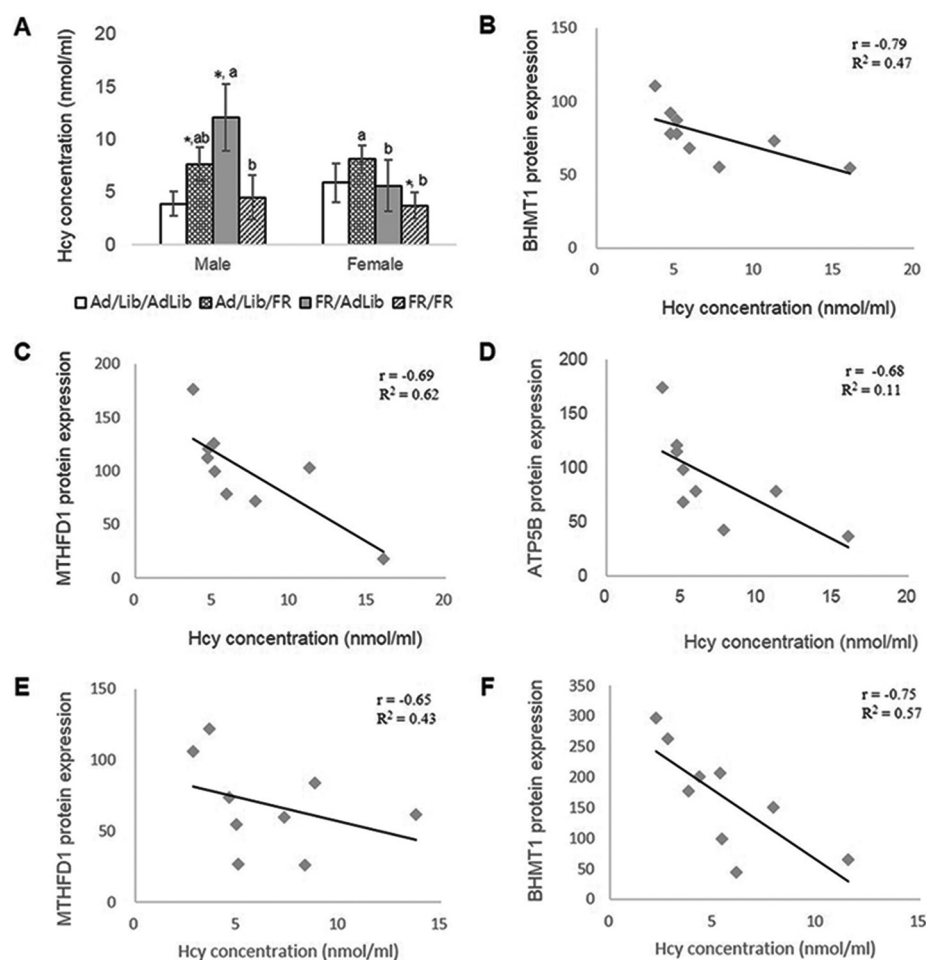 A
Hcy concentration (nmol/ml)
20
15
10
5
0
*,ab
*, a
b
a
b
*, b
Male
Female
Ad/Lib/AdLib
Ad/Lib/FR
FR/AdLib
FR/FR
B
BHMT1 protein expression
150
100
50
0
r = -0.79
R² = 0.47
0 5 10 15 20
Hcy concentration (nmol/ml)
C
MTHFD1 protein expression
200
150
100
50
0
r = -0.69
R² = 0.62
0 5 10 15 20
Hcy concentration (nmol/ml)
D
ATP5B protein expression
200
150
100
50
0
r = -0.68
R² = 0.11
0 5 10 15 20
Hcy concentration (nmol/ml)
E
MTHFD1 protein expression
150
100
50
0
r = -0.65
R² = 0.43
0 5 10 15
Hcy concentration (nmol/ml)
F
BHMT1 protein expression
350
300
250
200
150
100
50
0
r = -0.75
R² = 0.57
0 5 10 15
Hcy concentration (nmol/ml)